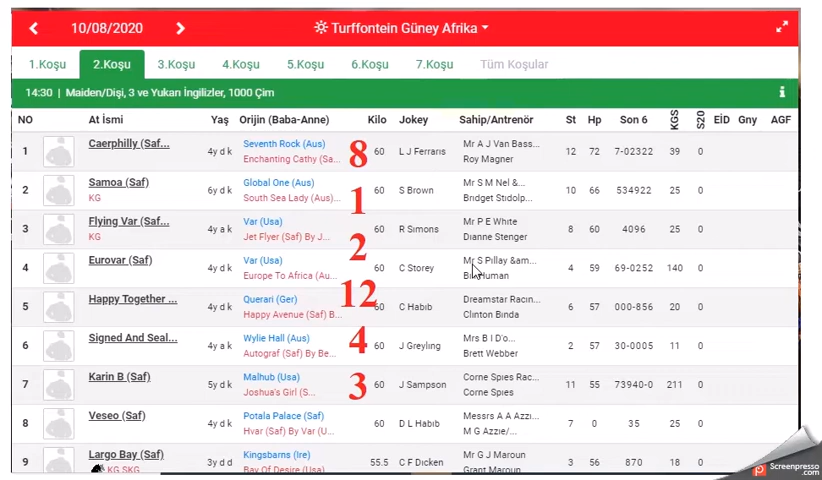 10/08/2020 Turffontein Güney Afrika
1.Koşu 2.Koşu 3.Koşu 4.Koşu 5.Koşu 6.Koşu 7.Koşu Tüm Koşular
14:30 | Maiden/Dişi, 3 ve Yukarı İngilizler, 1000 Çim
NO At İsmi Yaş Orijin (Baba-Anne) Kilo Jokey Sahip/Antrenör St Hp Son 6 KGS S20 EİD Gny AGF
1 Caerphilly (Saf... 4y d k Seventh Rock (Aus) 60 L J Ferraris Mr A J Van Bass... 12 72 7-02322 39 0
Enchanting Cathy (Sa... Roy Magner
8
2 Samoa (Saf) 6y d k Global One (Aus) 60 S Brown Mr S M Nel &... 10 66 534922 25 0
KG South Sea Lady (Aus)... Bridget Stidolp...
1
3 Flying Var (Saf... 4y a k Var (Usa) 60 R Simons Mr P E White 8 60 4096 25 0
KG Jet Flyer (Saf) By J... Dianne Stenger
2
4 Eurovar (Saf) 4y d k Var (Usa) 60 C Storey Mr S Pillay &am... 4 59 69-0252 140 0
Europe To Africa (Au... Human
12
5 Happy Together ... 4y d k Querari (Ger) 60 C Habib Dreamstar Racin... 6 57 000-856 20 0
Happy Avenue (Saf) B... Clinton Binda
6 Signed And Seal... 4y a k Wylie Hall (Aus) 60 J Greyling Mrs B I D'o... 2 57 30-0005 11 0
Autograf (Saf) By Be... Brett Webber
4
7 Karin B (Saf) 5y d k Malhub (Usa) 60 J Sampson Corne Spies Rac... 11 55 73940-0 211 0
Joshua's Girl (S... Corne Spies
3
8 Veseo (Saf) 4y d k Potala Palace (Saf) 60 D L Habib Messrs A A Azzı... 7 0 35 25 0
Hvar (Saf) By Var (U... M G Azzie/...
9 Largo Bay (Saf) 3y d d Kingsbarns (Ire) 55.5 C F Dicken Mr G J Maroun 3 56 870 18 0
KG SKG Bay Of Desire (Usa)... Grant Maroun
Screenpresso
.com